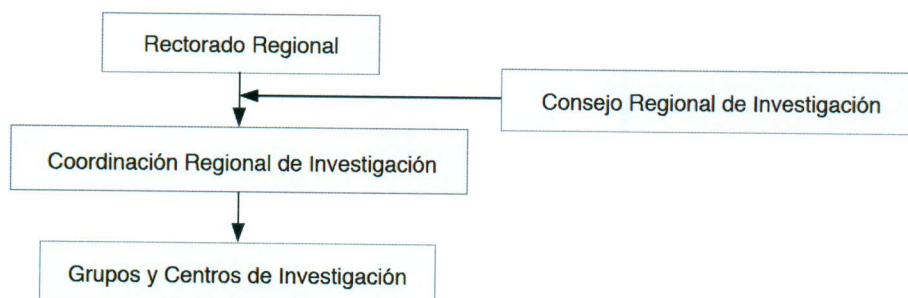 Rectorado Regional
Consejo Regional de Investigación
Coordinación Regional de Investigación
Grupos y Centros de Investigación